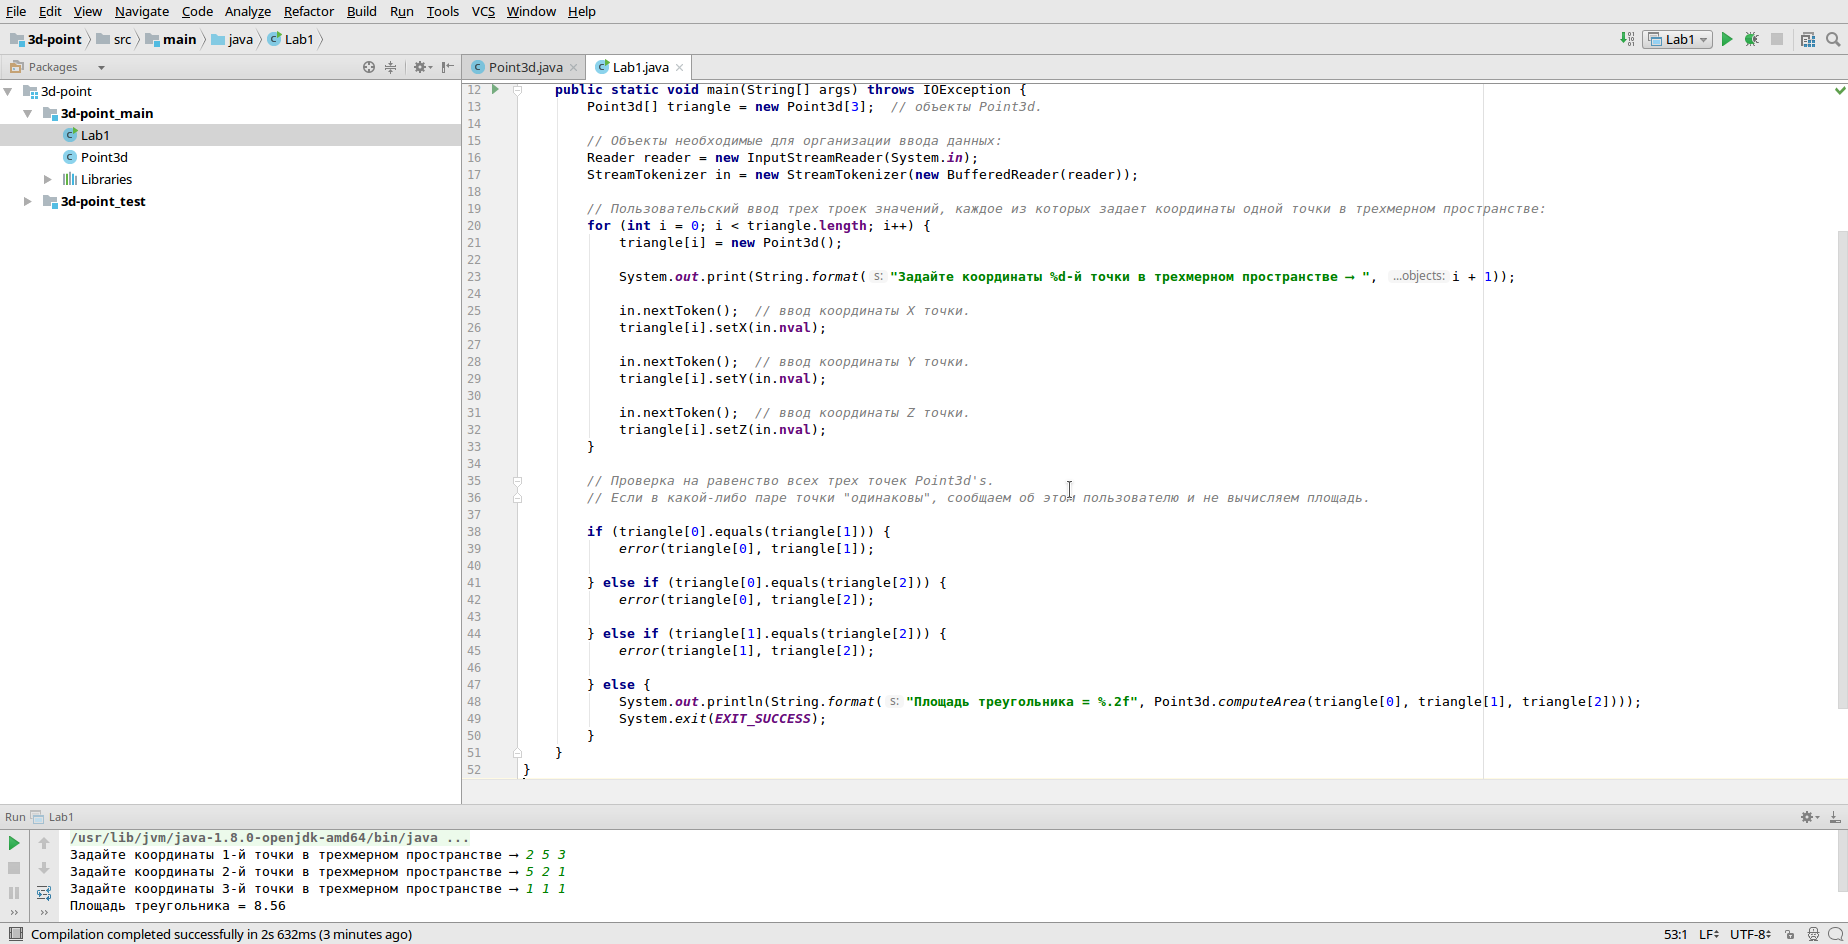 File Edit View Navigate Code Analyze Refactor Build Run Tools VCS Window Help
3d-point src main java Lab1 Lab1
Packages Point3d.java Lab1.java
3d-point
3d-point_main
Lab1
Point3d
Libraries
3d-point_test
12 public static void main(String[] args) throws IOException {
13 Point3d[] triangle = new Point3d[3]; // объекты Point3d.
14
15 // Объекты необходимые для организации ввода данных:
16 Reader reader = new InputStreamReader(System.in);
17 StreamTokenizer in = new StreamTokenizer(new BufferedReader(reader));
18
19 // Пользовательский ввод трех троек значений, каждое из которых задает координаты одной точки в трехмерном пространстве:
20 for (int i = 0; i < triangle.length; i++) {
21 triangle[i] = new Point3d();
22
23 System.out.print(String.format( s: "Задайте координаты %d-й точки в трехмерном пространстве → ", ...objects: i + 1));
24
25 in.nextToken(); // ввод координаты X точки.
26 triangle[i].setX(in.nval);
27
28 in.nextToken(); // ввод координаты Y точки.
29 triangle[i].setY(in.nval);
30
31 in.nextToken(); // ввод координаты Z точки.
32 triangle[i].setZ(in.nval);
33 }
34
35 // Проверка на равенство всех трех точек Point3d's.
36 // Если в какой-либо паре точки "одинаковы", сообщаем об этом пользователю и не вычисляем площадь.
37
38 if (triangle[0].equals(triangle[1])) {
39 error(triangle[0], triangle[1]);
40
41 } else if (triangle[0].equals(triangle[2])) {
42 error(triangle[0], triangle[2]);
43
44 } else if (triangle[1].equals(triangle[2])) {
45 error(triangle[1], triangle[2]);
46
47 } else {
48 System.out.println(String.format( s: "Площадь треугольника = %.2f", Point3d.computeArea(triangle[0], triangle[1], triangle[2])));
49 System.exit(EXIT_SUCCESS);
50 }
51 }
52 }
Run Lab1
/usr/lib/jvm/java-1.8.0-openjdk-amd64/bin/java ...
Задайте координаты 1-й точки в трехмерном пространстве → 2 5 3
Задайте координаты 2-й точки в трехмерном пространстве → 5 2 1
Задайте координаты 3-й точки в трехмерном пространстве → 1 1 1
Площадь треугольника = 8.56
Compilation completed successfully in 2s 632ms (3 minutes ago) 53:1 LF UTF-8